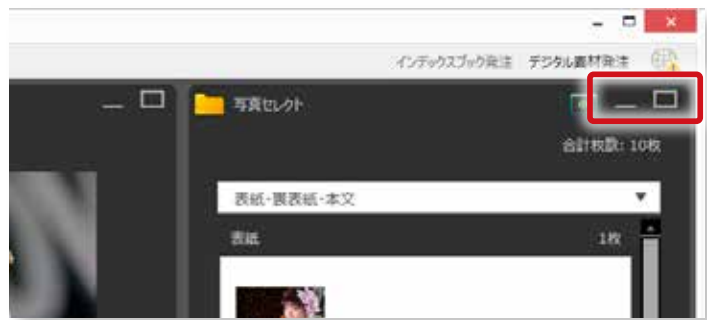 インデックスブック発注 デジタル素材発注
写真セレクト
合計枚数: 10枚
表紙・裏表紙・本文
表紙 1枚